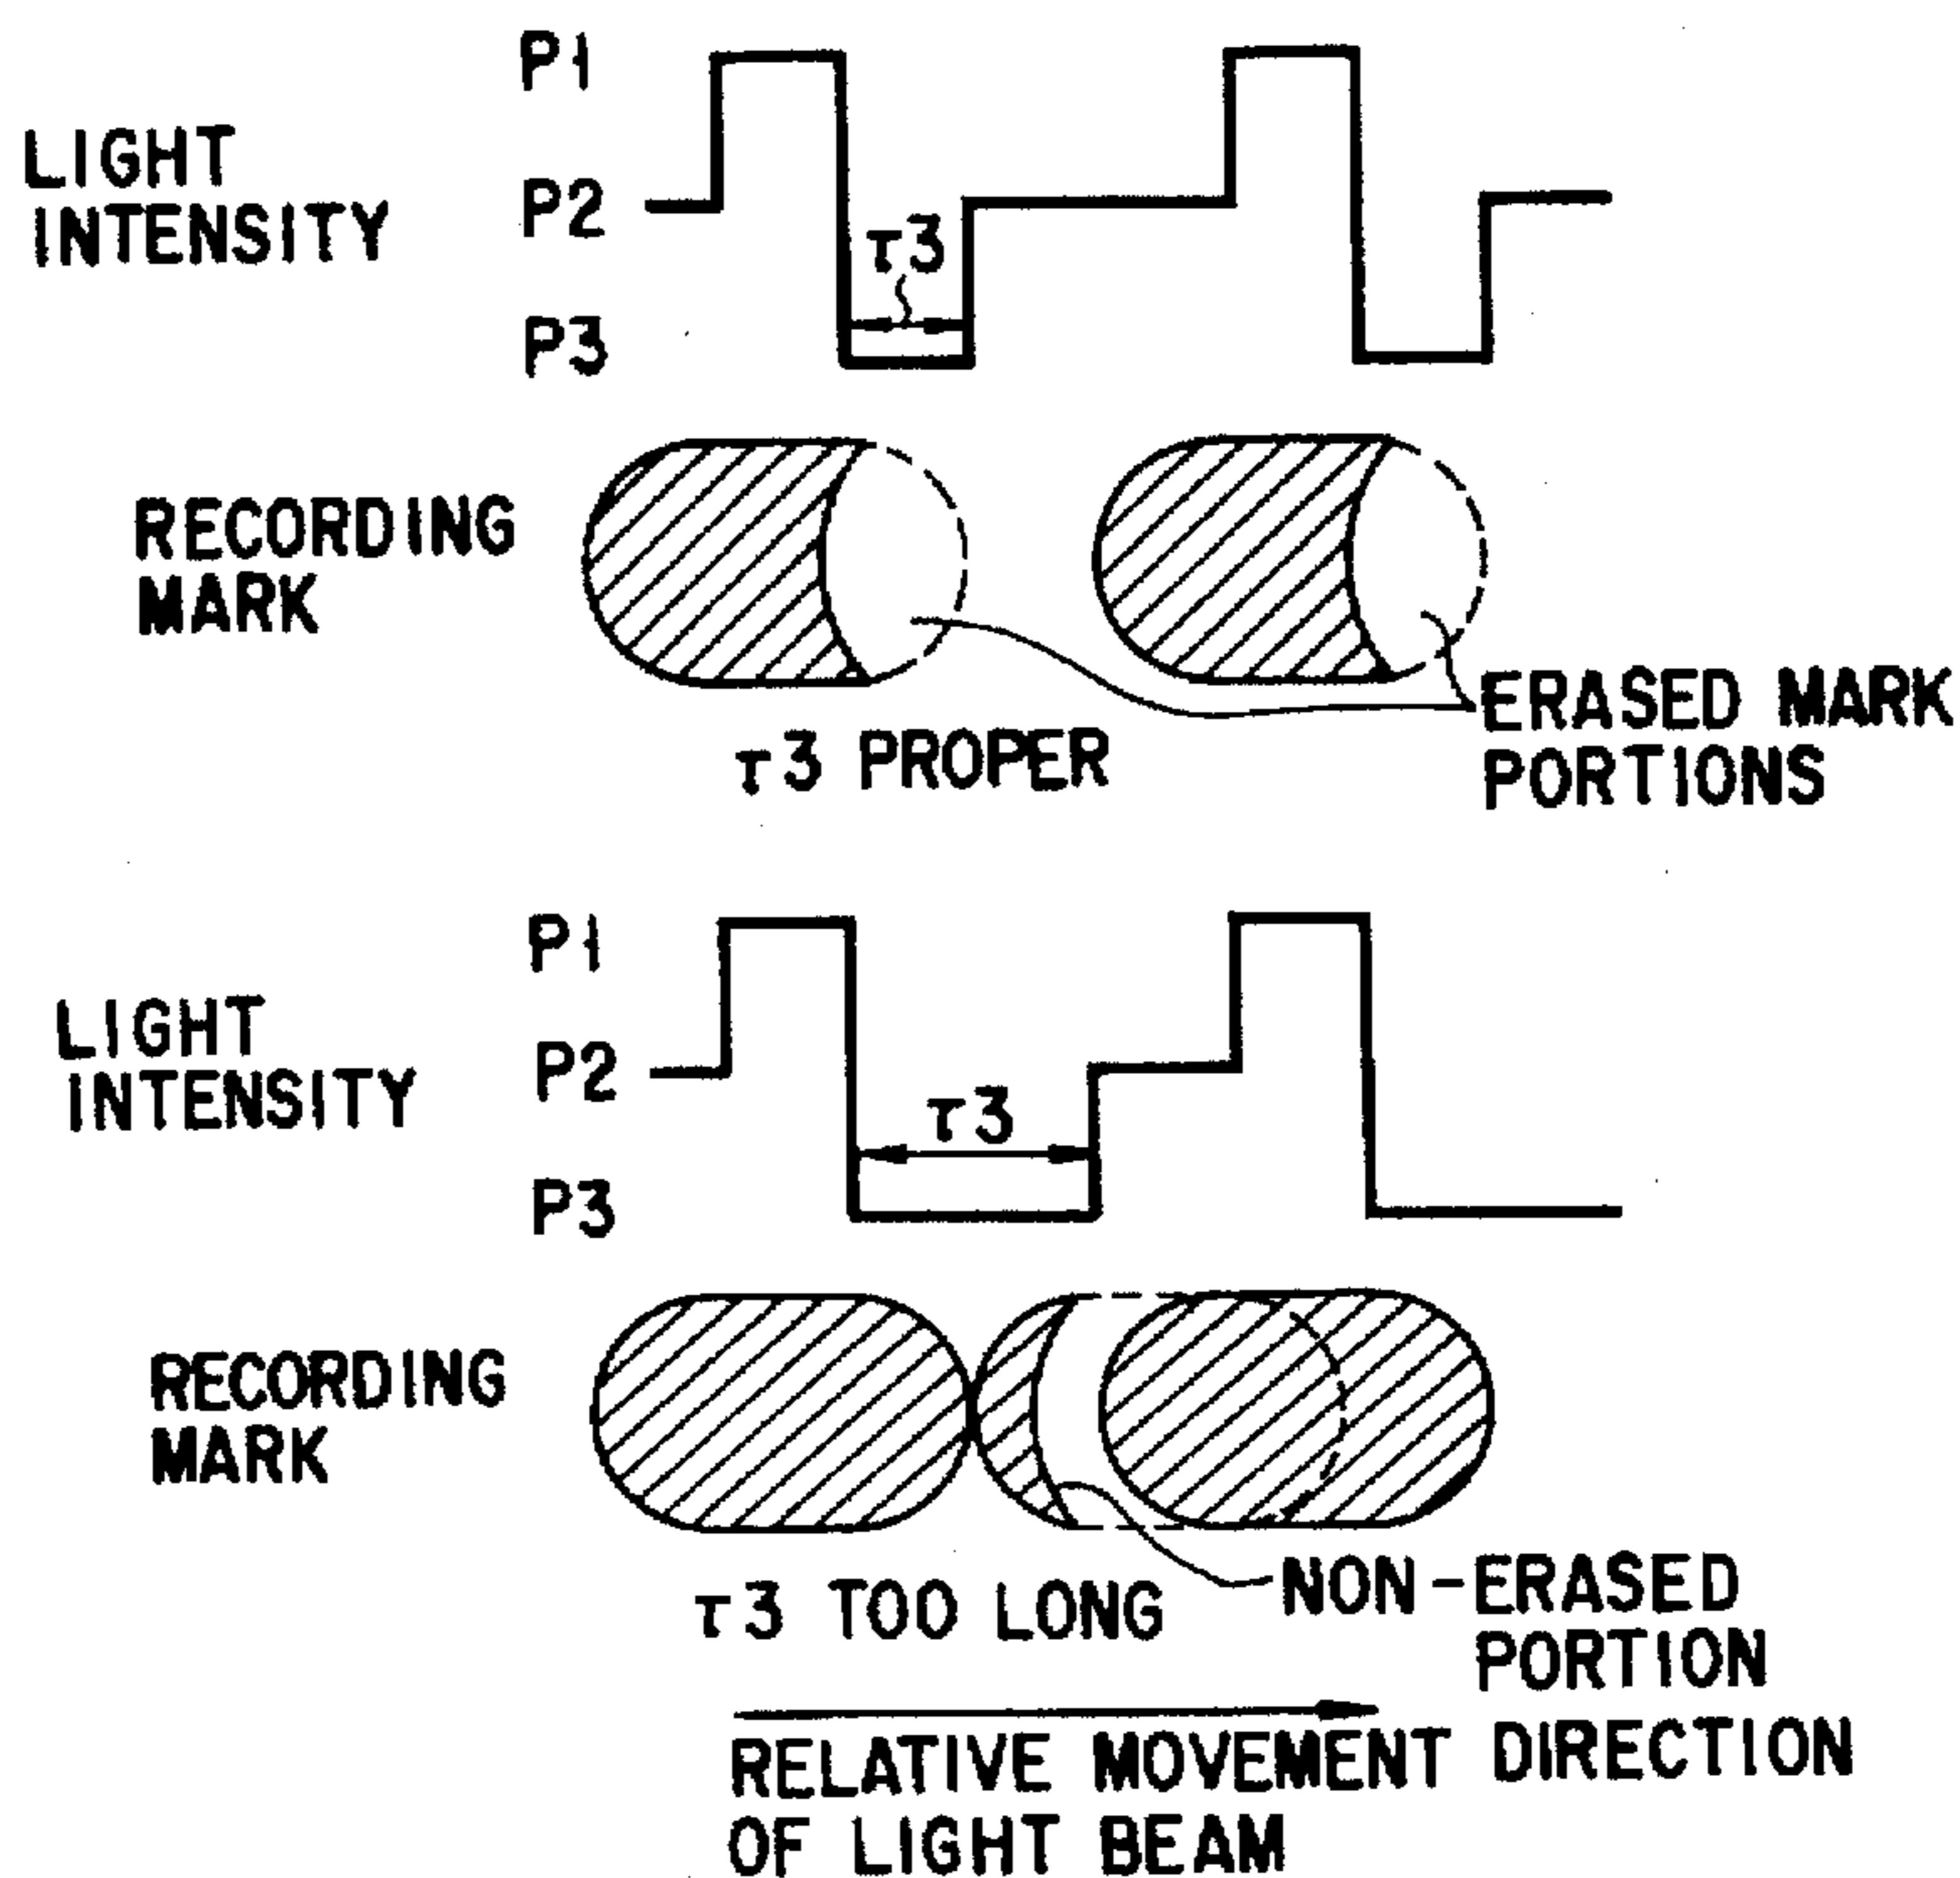 P1
LIGHT
INTENSITY
P2
τ3
P3
RECORDING
MARK
ERASED MARK
PORTIONS
τ3 PROPER
P1
LIGHT
INTENSITY
P2
τ3
P3
RECORDING
MARK
NON-ERASED
PORTION
τ3 TOO LONG
RELATIVE MOVEMENT DIRECTION
OF LIGHT BEAM